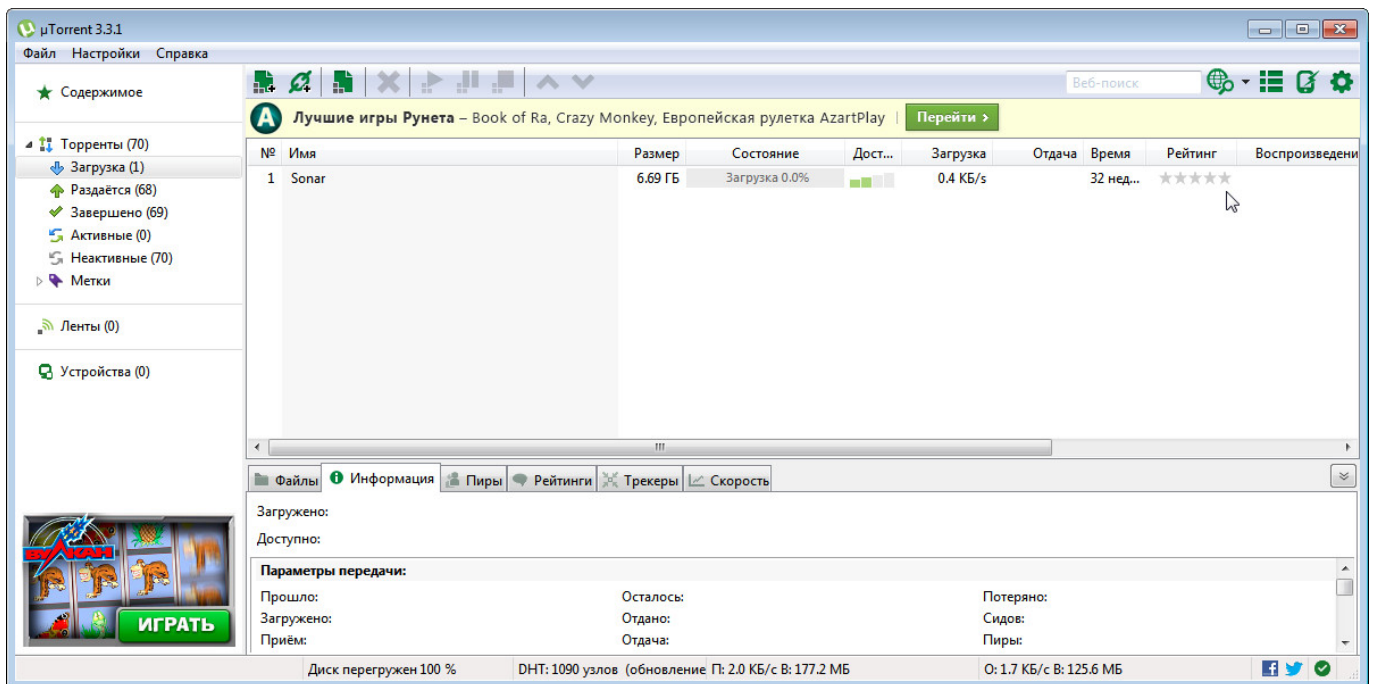 µTorrent 3.3.1
Файл Настройки Справка
Содержимое
Веб-поиск
Лучшие игры Рунета – Book of Ra, Crazy Monkey, Европейская рулетка AzartPlay | Перейти >
Торренты (70)
Загрузка (1)
Раздаётся (68)
Завершено (69)
Активные (0)
Неактивные (70)
Метки
Ленты (0)
Устройства (0)
№ Имя Размер Состояние Дост... Загрузка Отдача Время Рейтинг Воспроизведени
1 Sonar 6.69 ГБ Загрузка 0.0% 0.4 КБ/s 32 нед...
Файлы Информация Пиры Рейтинги Трекеры Скорость
Загружено:
Доступно:
Параметры передачи:
Прошло: Осталось: Потеряно:
Загружено: Отдано: Сидов:
Приём: Отдача: Пиры:
ВУЛКАН
ИГРАТЬ
Диск перегружен 100 % DHT: 1090 узлов (обновление П: 2.0 КБ/с В: 177.2 МБ О: 1.7 КБ/с В: 125.6 МБ